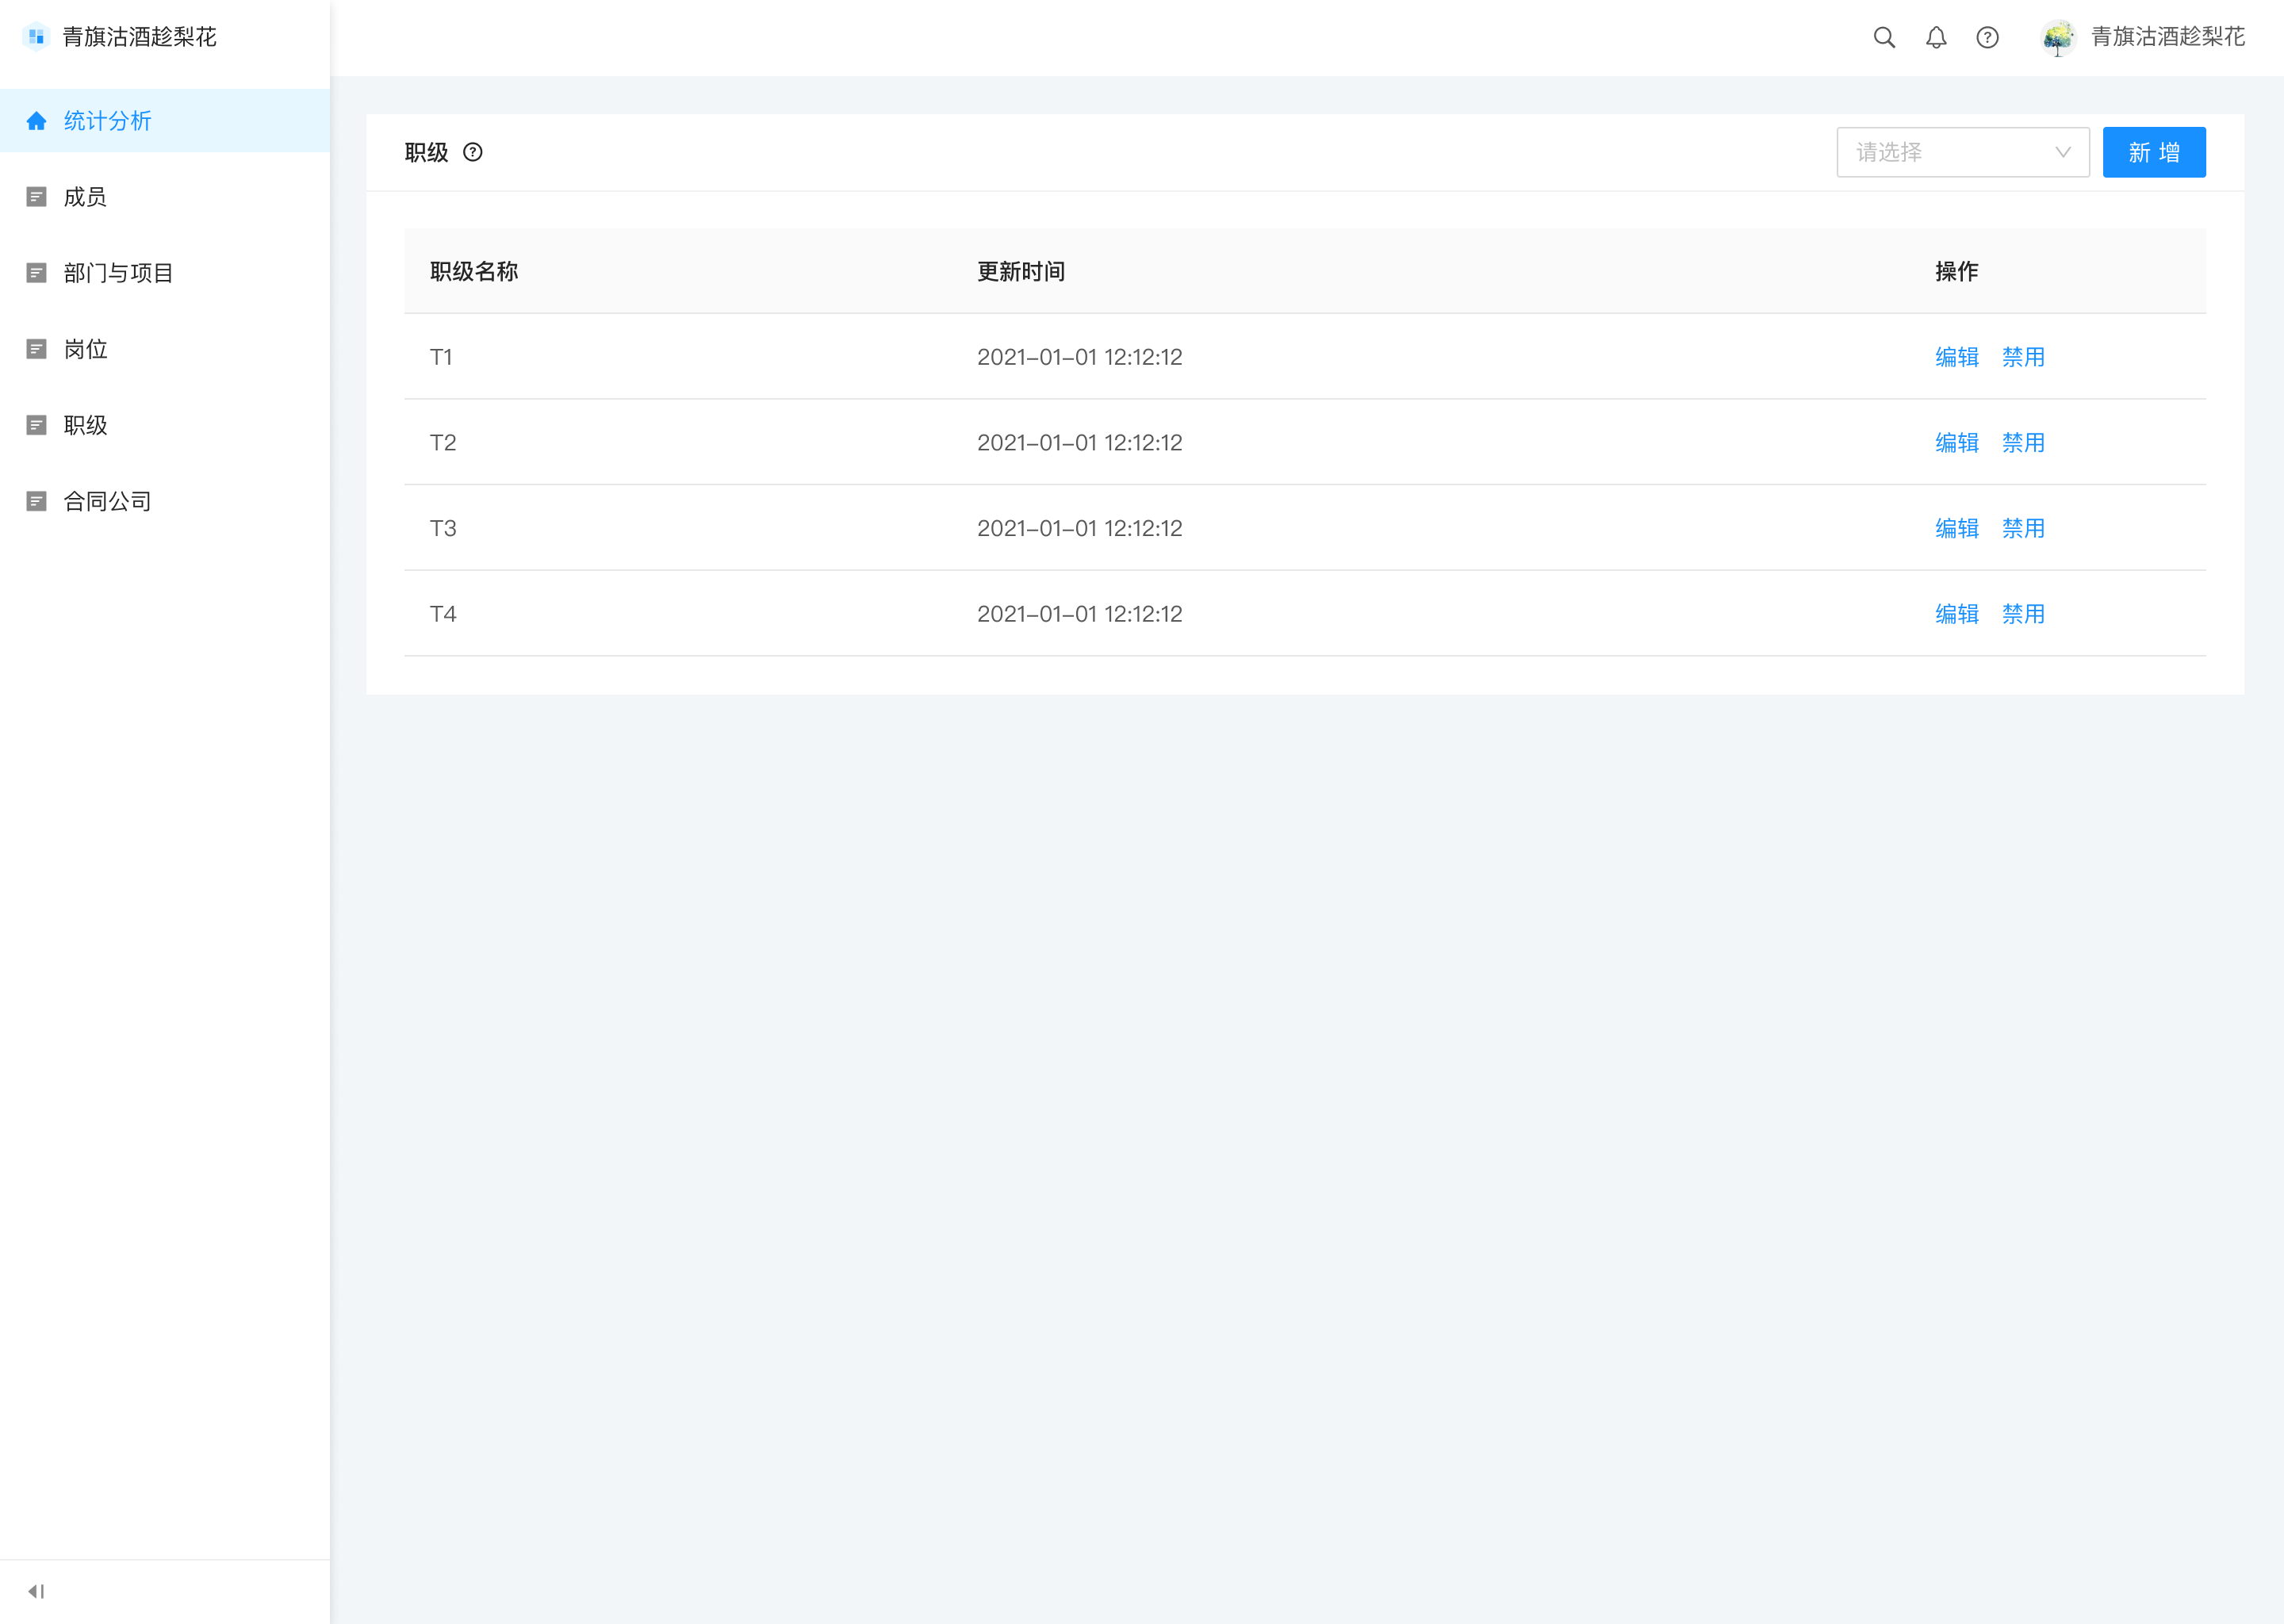 青旗沽酒趁梨花
青旗沽酒趁梨花
统计分析
成员
部门与项目
岗位
职级
合同公司
职级
请选择
新 增
职级名称 更新时间 操作
T1 2021–01–01 12:12:12 编辑 禁用
T2 2021–01–01 12:12:12 编辑 禁用
T3 2021–01–01 12:12:12 编辑 禁用
T4 2021–01–01 12:12:12 编辑 禁用